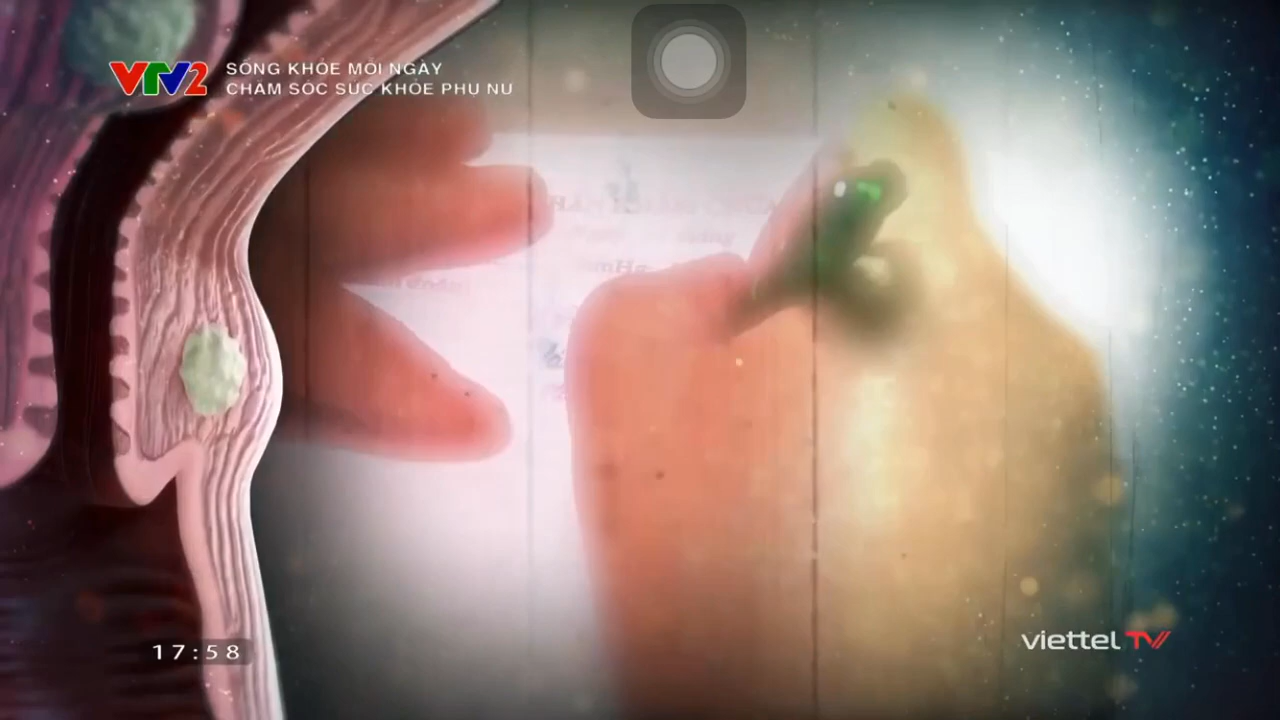 VTV2
SỐNG KHỎE MỖI NGÀY
CHĂM SÓC SỨC KHỎE PHỤ NỮ
17:58
viettel TV